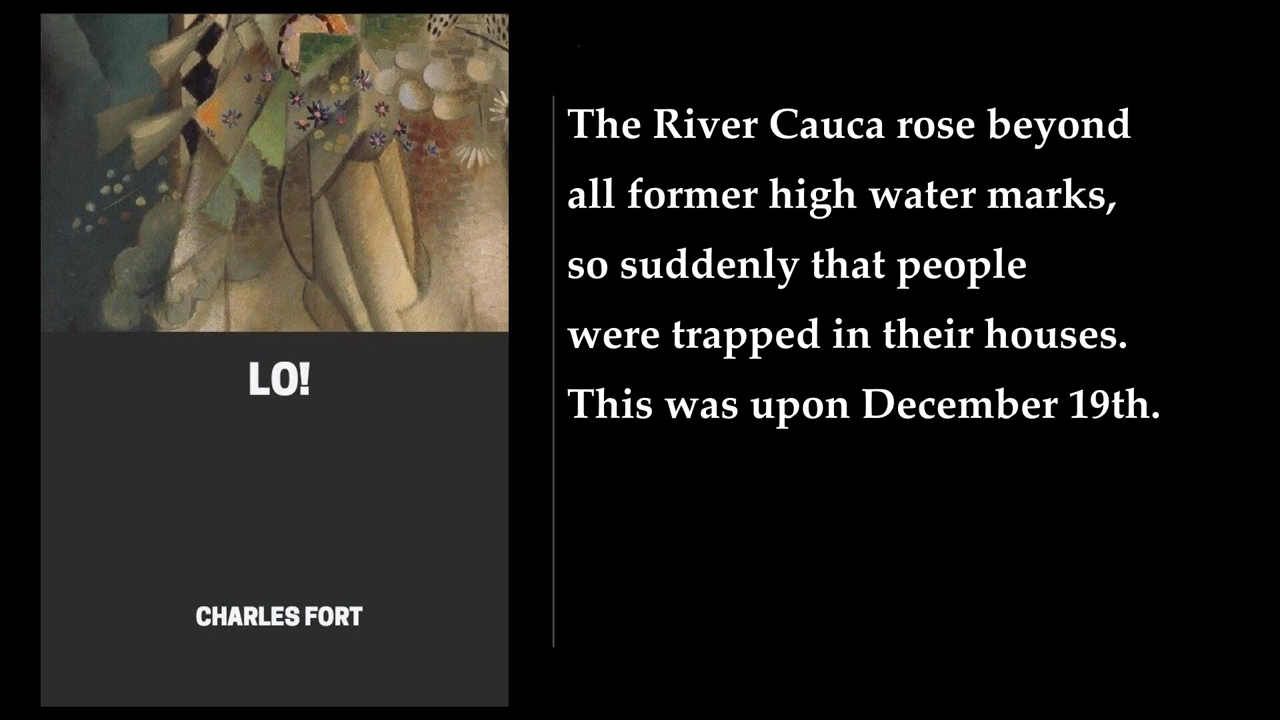 LO!
CHARLES FORT
The River Cauca rose beyond
all former high water marks,
so suddenly that people
were trapped in their houses.
This was upon December 19th.